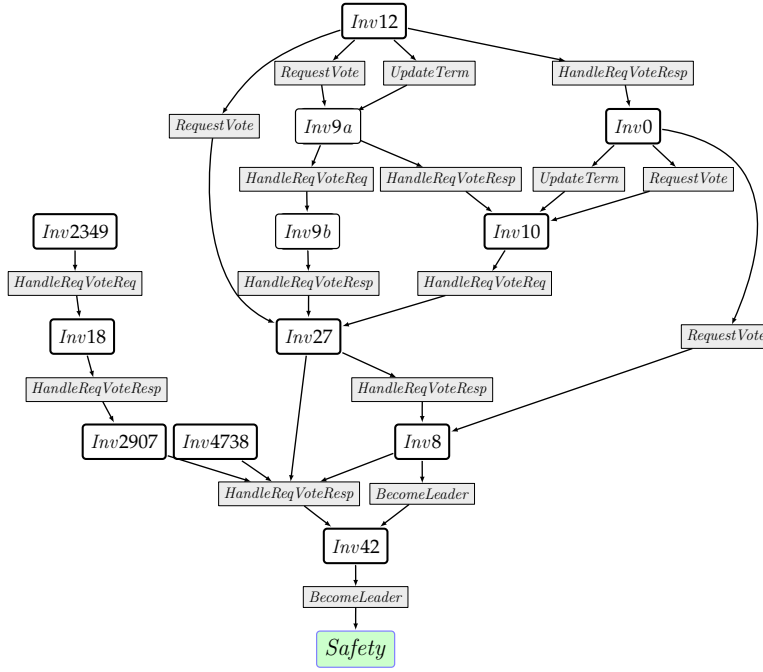 Inv12
RequestVote
UpdateTerm
HandleReqVoteResp
RequestVote
Inv9a
Inv0
HandleReqVoteReq
HandleReqVoteResp
UpdateTerm
RequestVote
Inv2349
Inv9b
Inv10
HandleReqVoteReq
HandleReqVoteResp
HandleReqVoteReq
Inv18
Inv27
RequestVote
HandleReqVoteResp
HandleReqVoteResp
Inv2907
Inv4738
Inv8
HandleReqVoteResp
BecomeLeader
Inv42
BecomeLeader
Safety